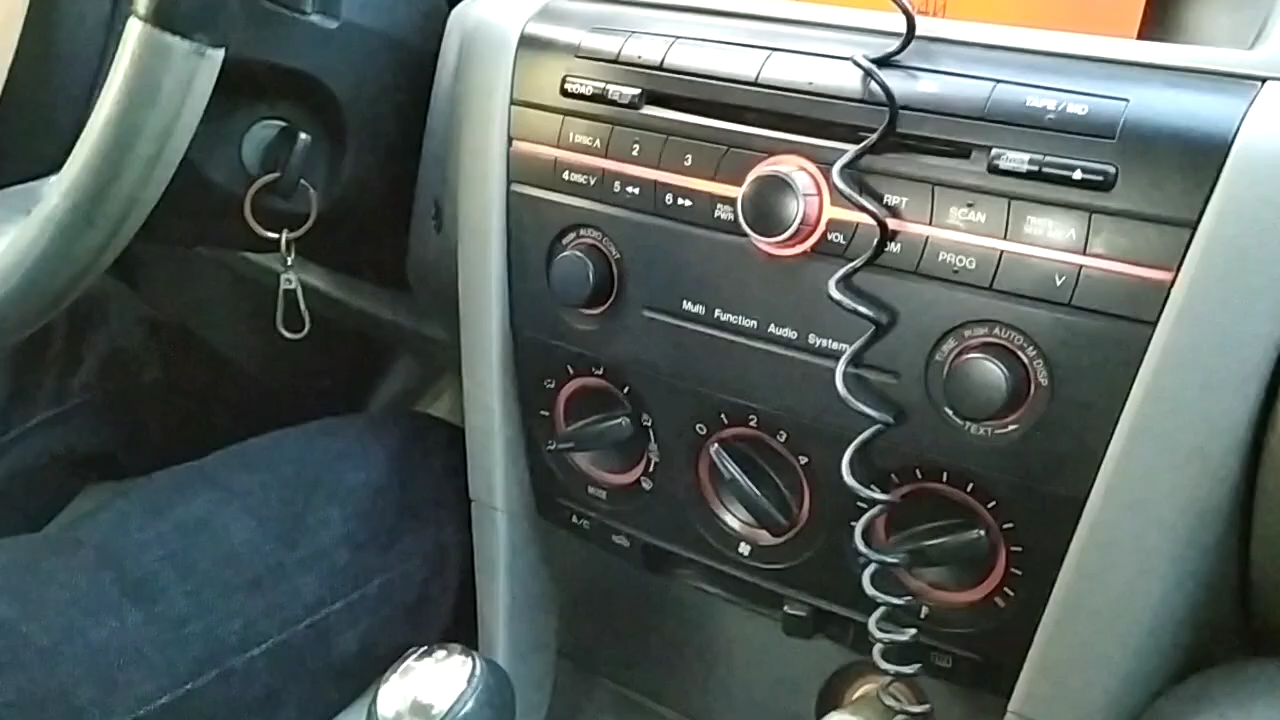 TAPE / MD
LOAD
1 DISC ∧
2
3
RPT
SCAN
4 DISC ∨
5 ◀◀
6 ▶▶
PUSH
PWR
VOL
PROG
∨
PUSH AUDIO CONT
Multi Function Audio System
TUNE PUSH AUTO-M DISP
TEXT
0 1 2 3 4
MODE
A/C